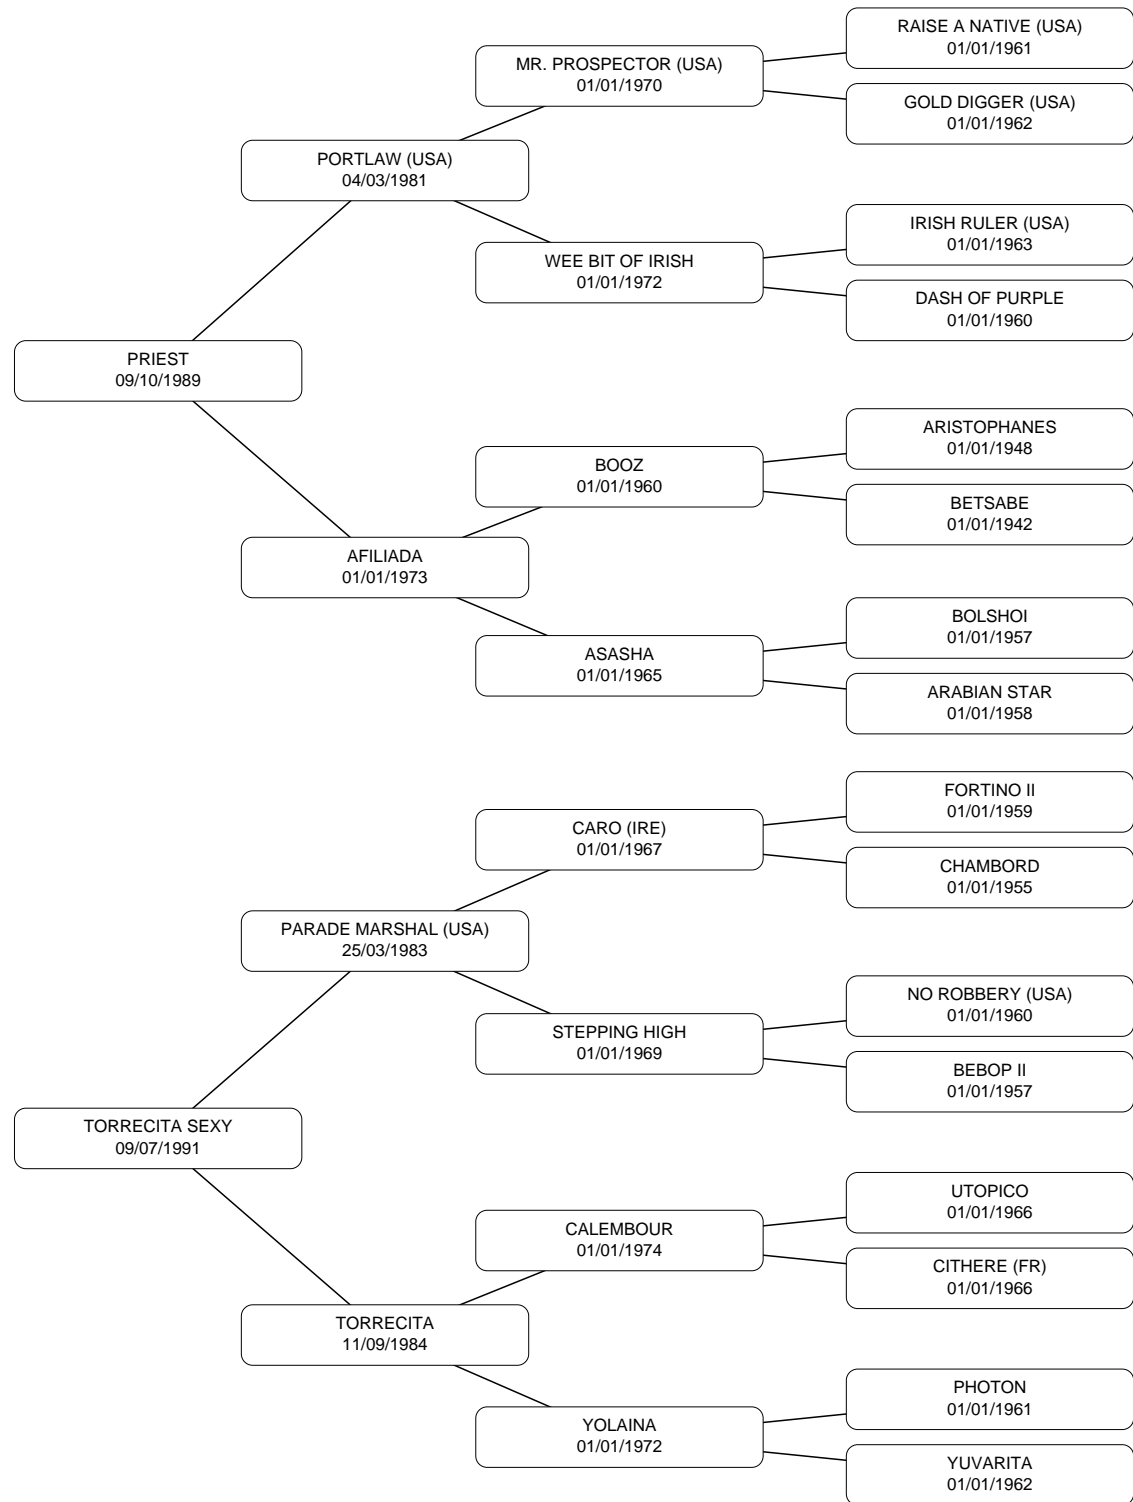 RAISE A NATIVE (USA)
01/01/1961
MR. PROSPECTOR (USA)
01/01/1970
GOLD DIGGER (USA)
01/01/1962
PORTLAW (USA)
04/03/1981
IRISH RULER (USA)
01/01/1963
WEE BIT OF IRISH
01/01/1972
DASH OF PURPLE
01/01/1960
PRIEST
09/10/1989
ARISTOPHANES
01/01/1948
BOOZ
01/01/1960
BETSABE
01/01/1942
AFILIADA
01/01/1973
BOLSHOI
01/01/1957
ASASHA
01/01/1965
ARABIAN STAR
01/01/1958
FORTINO II
01/01/1959
CARO (IRE)
01/01/1967
CHAMBORD
01/01/1955
PARADE MARSHAL (USA)
25/03/1983
NO ROBBERY (USA)
01/01/1960
STEPPING HIGH
01/01/1969
BEBOP II
01/01/1957
TORRECITA SEXY
09/07/1991
UTOPICO
01/01/1966
CALEMBOUR
01/01/1974
CITHERE (FR)
01/01/1966
TORRECITA
11/09/1984
PHOTON
01/01/1961
YOLAINA
01/01/1972
YUVARITA
01/01/1962